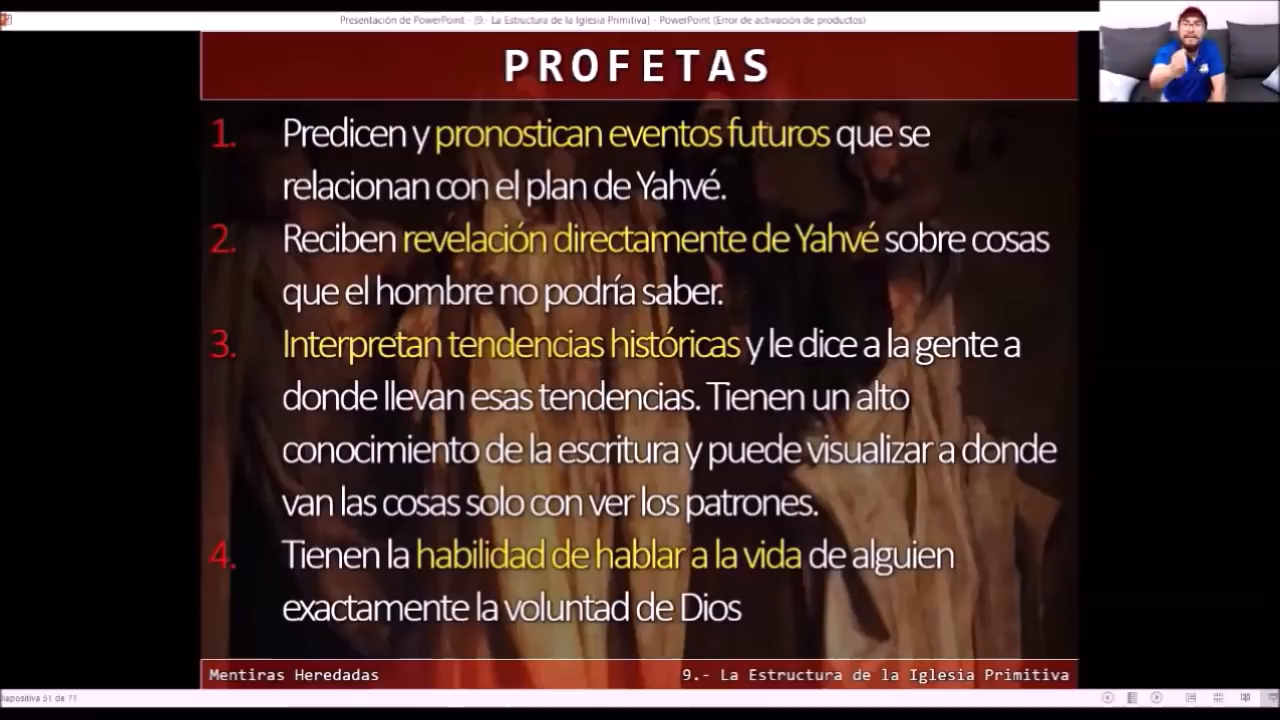 Presentación de PowerPoint - [9.- La Estructura de la Iglesia Primitiva] - PowerPoint (Error de activación de productos)
PROFETAS
1. Predicen y pronostican eventos futuros que se
relacionan con el plan de Yahvé.
2. Reciben revelación directamente de Yahvé sobre cosas
que el hombre no podría saber.
3. Interpretan tendencias históricas y le dice a la gente a
donde llevan esas tendencias. Tienen un alto
conocimiento de la escritura y puede visualizar a donde
van las cosas solo con ver los patrones.
4. Tienen la habilidad de hablar a la vida de alguien
exactamente la voluntad de Dios
Mentiras Heredadas
9.- La Estructura de la Iglesia Primitiva
iapositiva 51 de 71